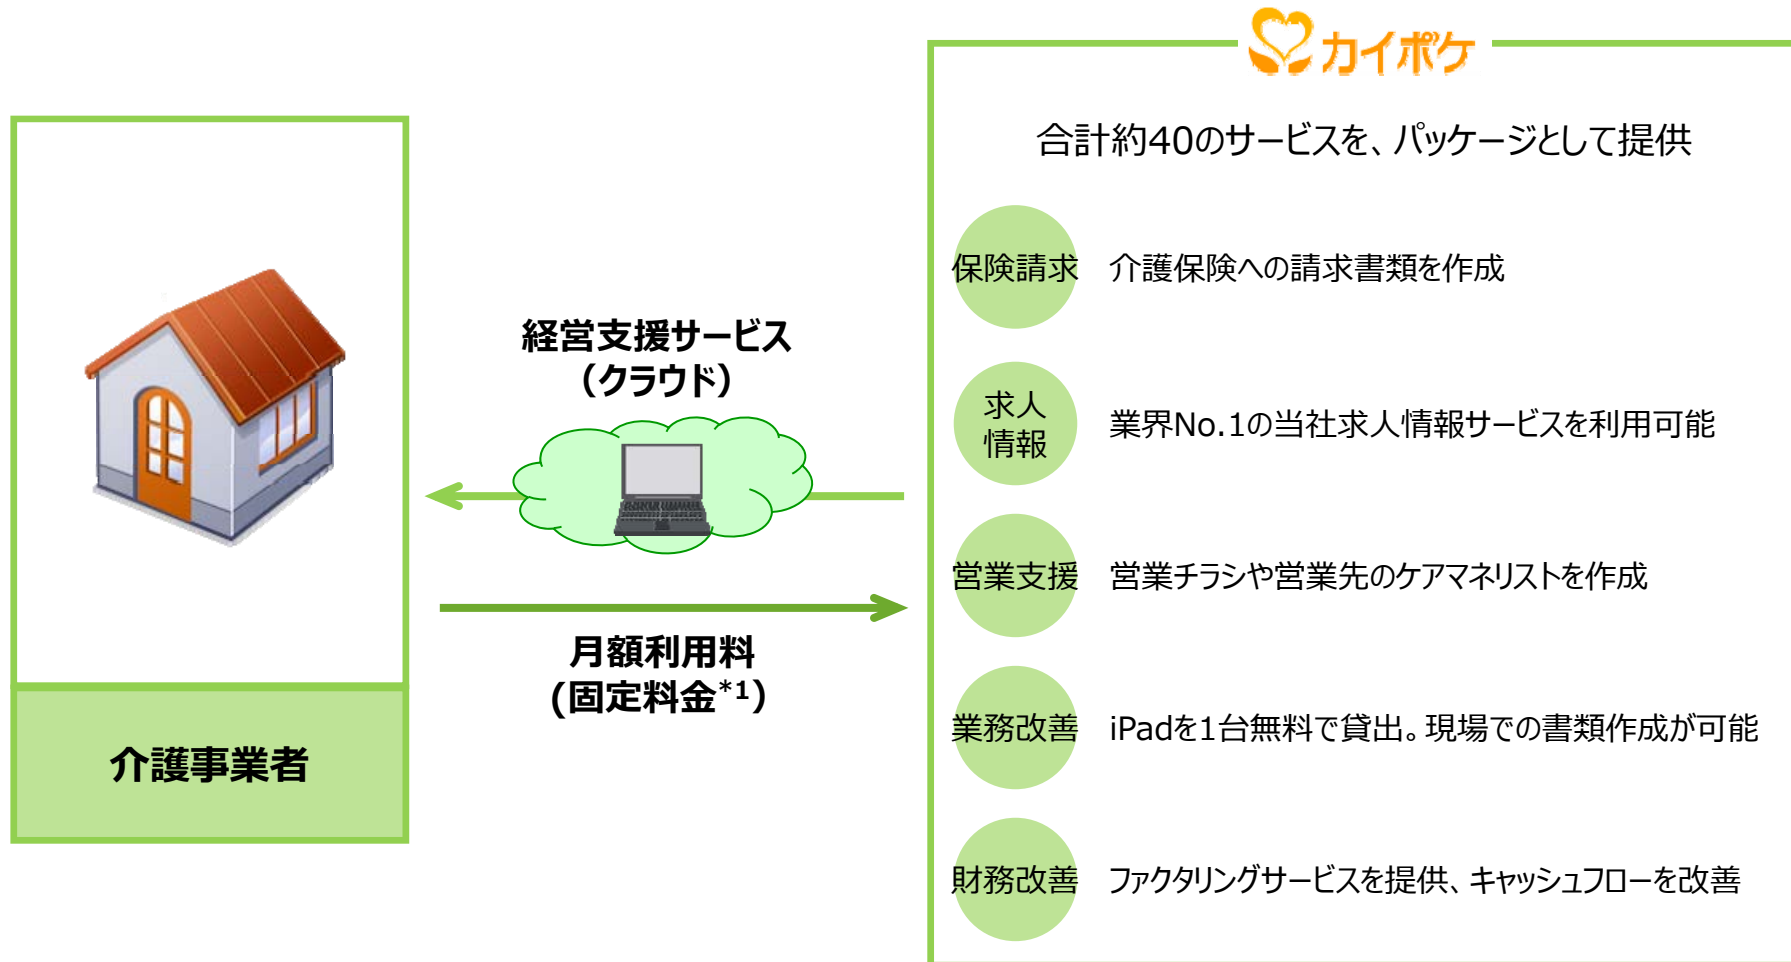 カイポケ
合計約40のサービスを、パッケージとして提供
保険請求 介護保険への請求書類を作成
求人
情報
業界No.1の当社求人情報サービスを利用可能
営業支援 営業チラシや営業先のケアマネリストを作成
業務改善 iPadを1台無料で貸出。現場での書類作成が可能
財務改善 ファクタリングサービスを提供、キャッシュフローを改善
経営支援サービス
（クラウド）
月額利用料
(固定料金*1)
介護事業者